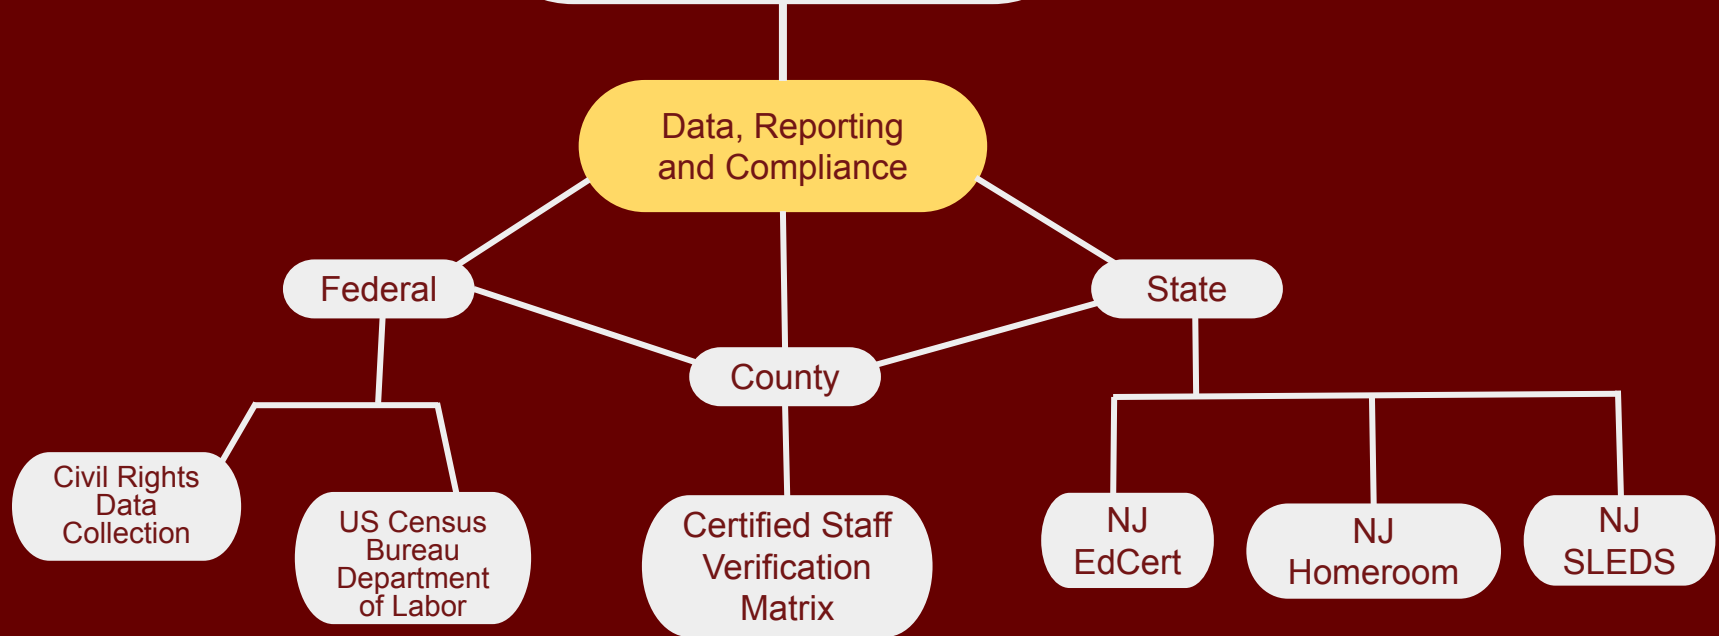 Data, Reporting
and Compliance
Federal
State
County
Civil Rights
Data
Collection
US Census
Bureau
Department
of Labor
Certified Staff
Verification
Matrix
NJ
EdCert
NJ
Homeroom
NJ
SLEDS